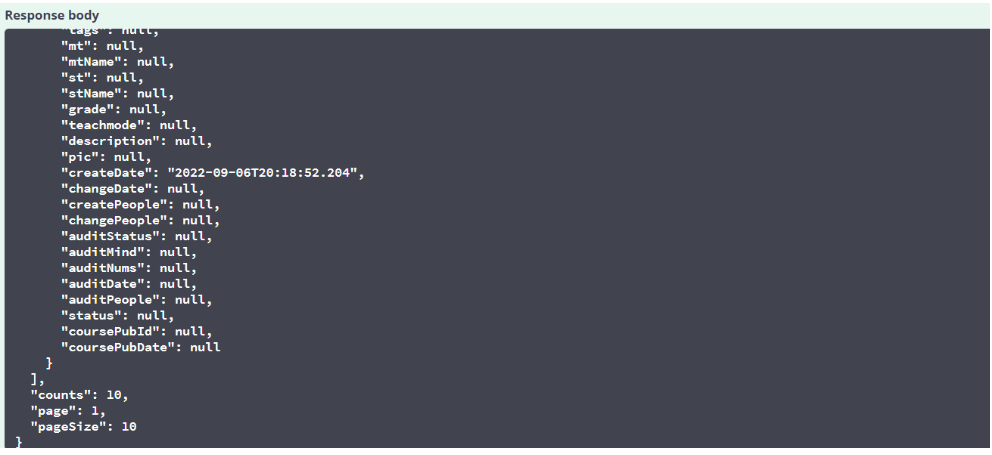 Response body
"tags": null,
"mt": null,
"mtName": null,
"st": null,
"stName": null,
"grade": null,
"teachmode": null,
"description": null,
"pic": null,
"createDate": "2022-09-06T20:18:52.204",
"changeDate": null,
"createPeople": null,
"changePeople": null,
"auditStatus": null,
"auditMind": null,
"auditNums": null,
"auditDate": null,
"auditPeople": null,
"status": null,
"coursePubId": null,
"coursePubDate": null
}
],
"counts": 10,
"page": 1,
"pageSize": 10
}